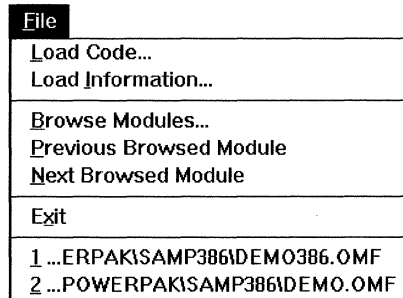 File
Load Code...
Load Information...
Browse Modules...
Previous Browsed Module
Next Browsed Module
Exit
1 ...ERPAK\SAMP386\DEMO386.OMF
2 ...POWERPAK\SAMP386\DEMO.OMF